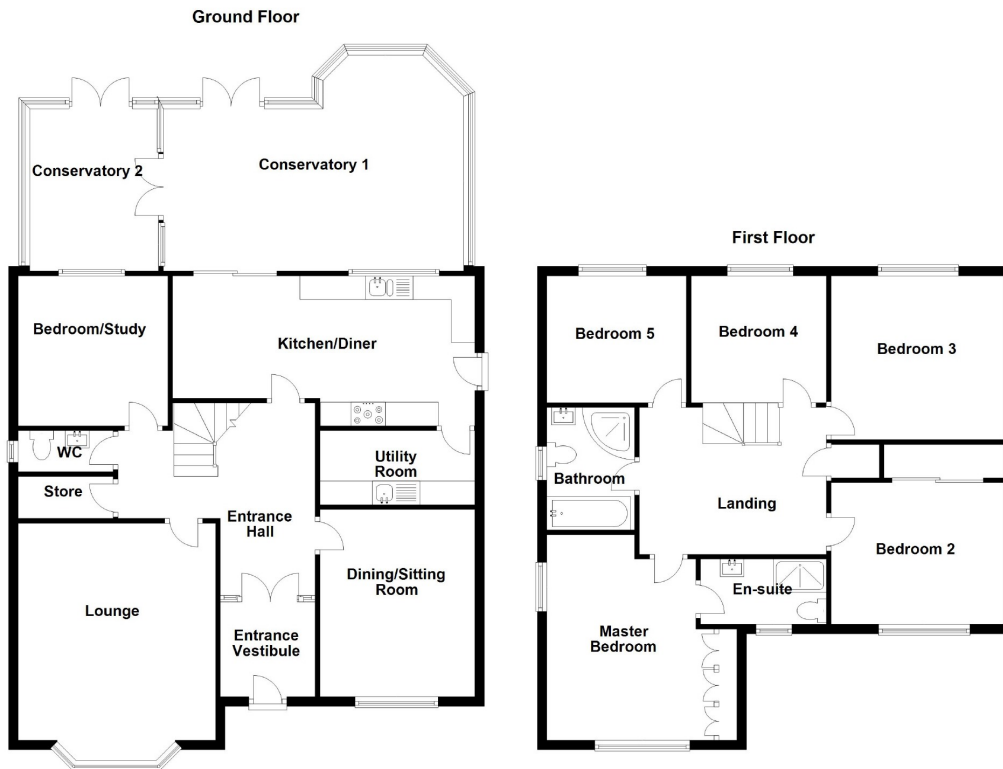 Ground Floor
Conservatory 2
Conservatory 1
Bedroom/Study
Kitchen/Diner
WC
Utility
Room
Store
Entrance
Hall
Dining/Sitting
Room
Lounge
Entrance
Vestibule
First Floor
Bedroom 5
Bedroom 4
Bedroom 3
Bathroom
Landing
Bedroom 2
En-suite
Master
Bedroom